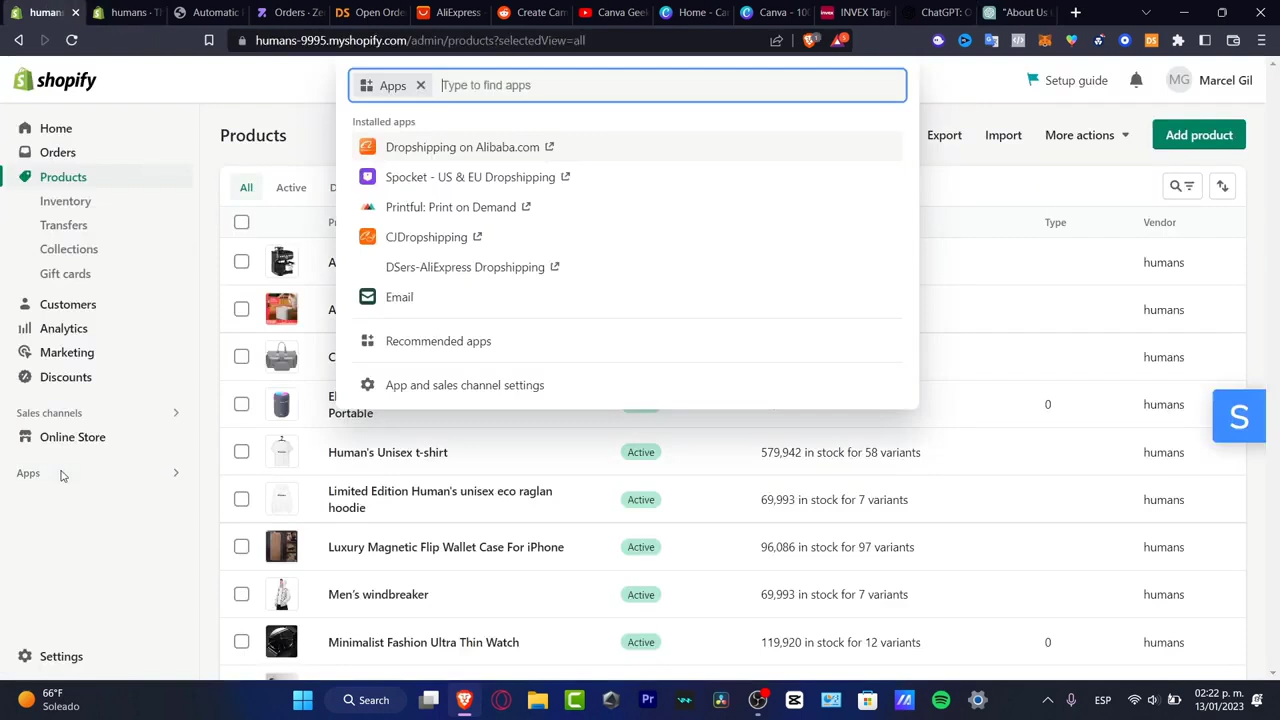 humans
humans - Th
Automatic
Orders - Ze
DS Open Order
AliExpress
Create Cam
Canva Geek
Home - Ca
Canva - 100
INVEX Tarje
ChatGPT: O
"About Us
humans-9995.myshopify.com/admin/products?selectedView=all
shopify
Apps
Type to find apps
Setup guide
MG
Marcel Gil
Home
Orders
Products
Inventory
Transfers
Collections
Gift cards
Customers
Analytics
Marketing
Discounts
Sales channels
Online Store
Apps
Settings
Products
Export
Import
More actions
Add product
Installed apps
Dropshipping on Alibaba.com
Spocket - US & EU Dropshipping
Printful: Print on Demand
CJDropshipping
DSers-AliExpress Dropshipping
Email
Recommended apps
App and sales channel settings
All
Active
Type
Vendor
humans
humans
humans
Portable
0
humans
Human's Unisex t-shirt
Active
579,942 in stock for 58 variants
humans
Limited Edition Human's unisex eco raglan
hoodie
Active
69,993 in stock for 7 variants
humans
Luxury Magnetic Flip Wallet Case For iPhone
Active
96,086 in stock for 97 variants
humans
Men's windbreaker
Active
69,993 in stock for 7 variants
humans
Minimalist Fashion Ultra Thin Watch
Active
119,920 in stock for 12 variants
0
humans
S
66°F
Soleado
Search
Pr
ESP
02:22 p. m.
13/01/2023